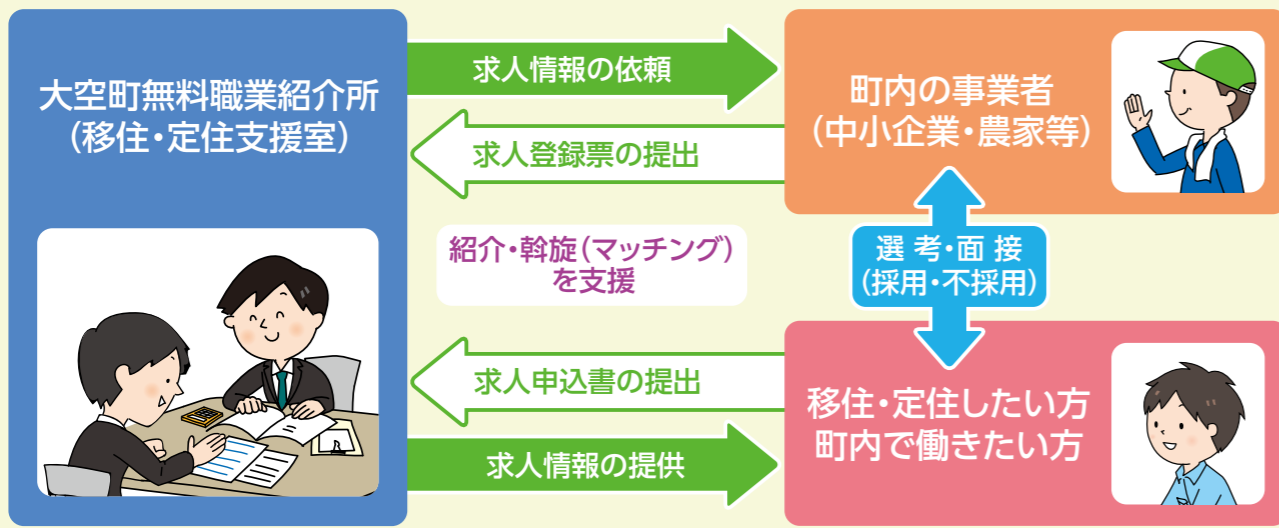 大空町無料職業紹介所
(移住・定住支援室)
求人情報の依頼
求人登録票の提出
町内の事業者
(中小企業・農家等)
紹介・斡旋(マッチング)
を支援
選考・面接
(採用・不採用)
求人申込書の提出
求人情報の提供
移住・定住したい方
町内で働きたい方